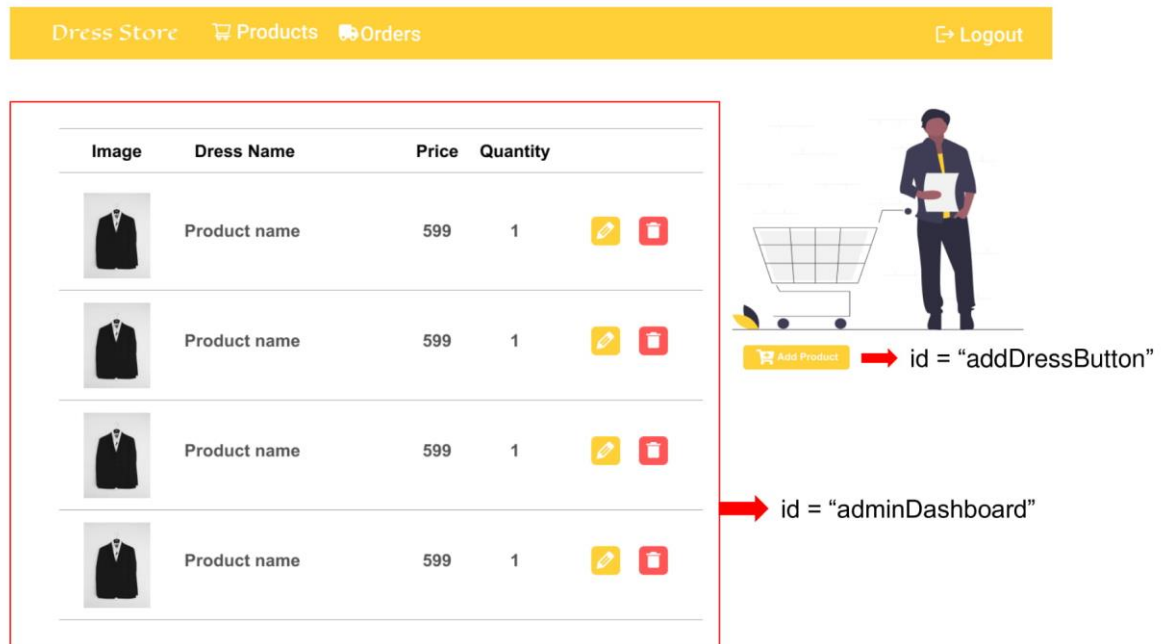 Dress Store Products Orders Logout
Image Dress Name Price Quantity
Product name 599 1
Product name 599 1
Add Product id = “addDressButton”
Product name 599 1
id = “adminDashboard”
Product name 599 1